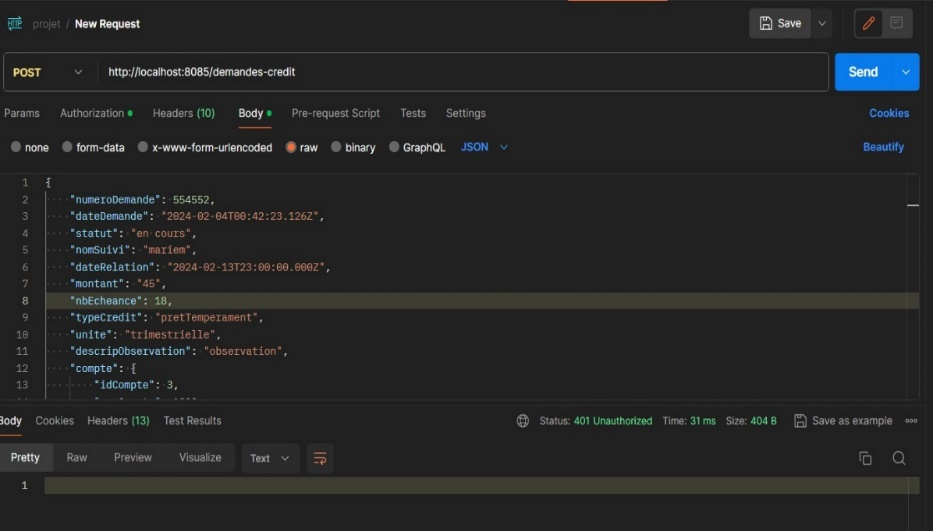 HTTP projet / New Request Save
POST http://localhost:8085/demandes-credit Send
Params Authorization Headers (10) Body Pre-request Script Tests Settings Cookies
none form-data x-www-form-urlencoded raw binary GraphQL JSON Beautify
1 {
2 "numeroDemande": 554552,
3 "dateDemande": "2024-02-04T00:42:23.126Z",
4 "statut": "en cours",
5 "nomSuivi": "mariem",
6 "dateRelation": "2024-02-13T23:00:00.000Z",
7 "montant": "45",
8 "nbEcheance": 18,
9 "typeCredit": "pretTemperament",
10 "unite": "trimestrielle",
11 "descripObservation": "observation",
12 "compte": {
13 "idCompte": 3,
Body Cookies Headers (13) Test Results Status: 401 Unauthorized Time: 31 ms Size: 404 B Save as example
Pretty Raw Preview Visualize Text
1